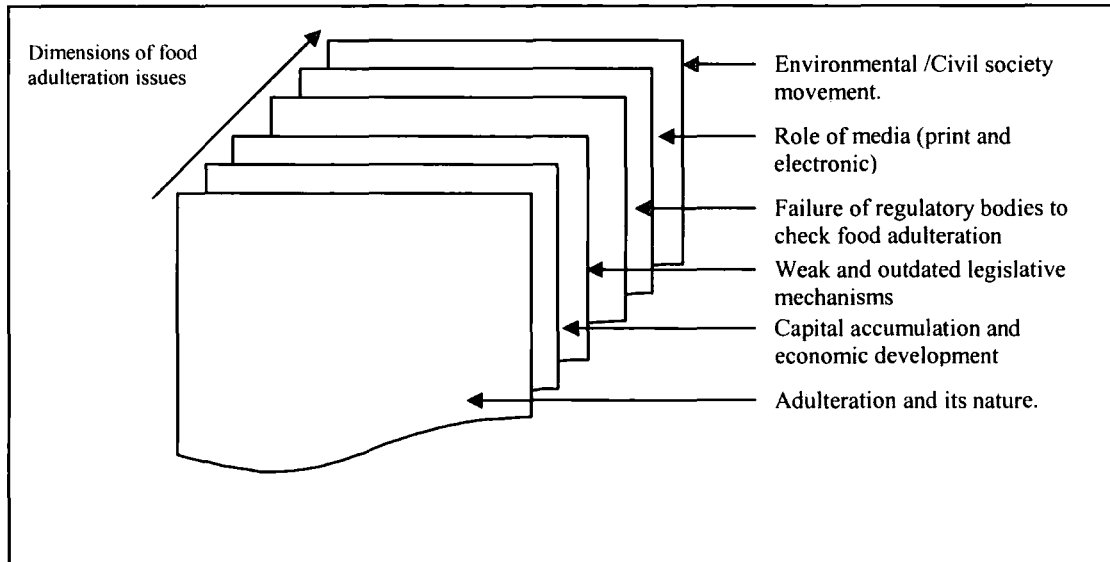 Dimensions of food
adulteration issues
Environmental /Civil society
movement.
Role of media (print and
electronic)
Failure of regulatory bodies to
check food adulteration
Weak and outdated legislative
mechanisms
Capital accumulation and
economic development
Adulteration and its nature.